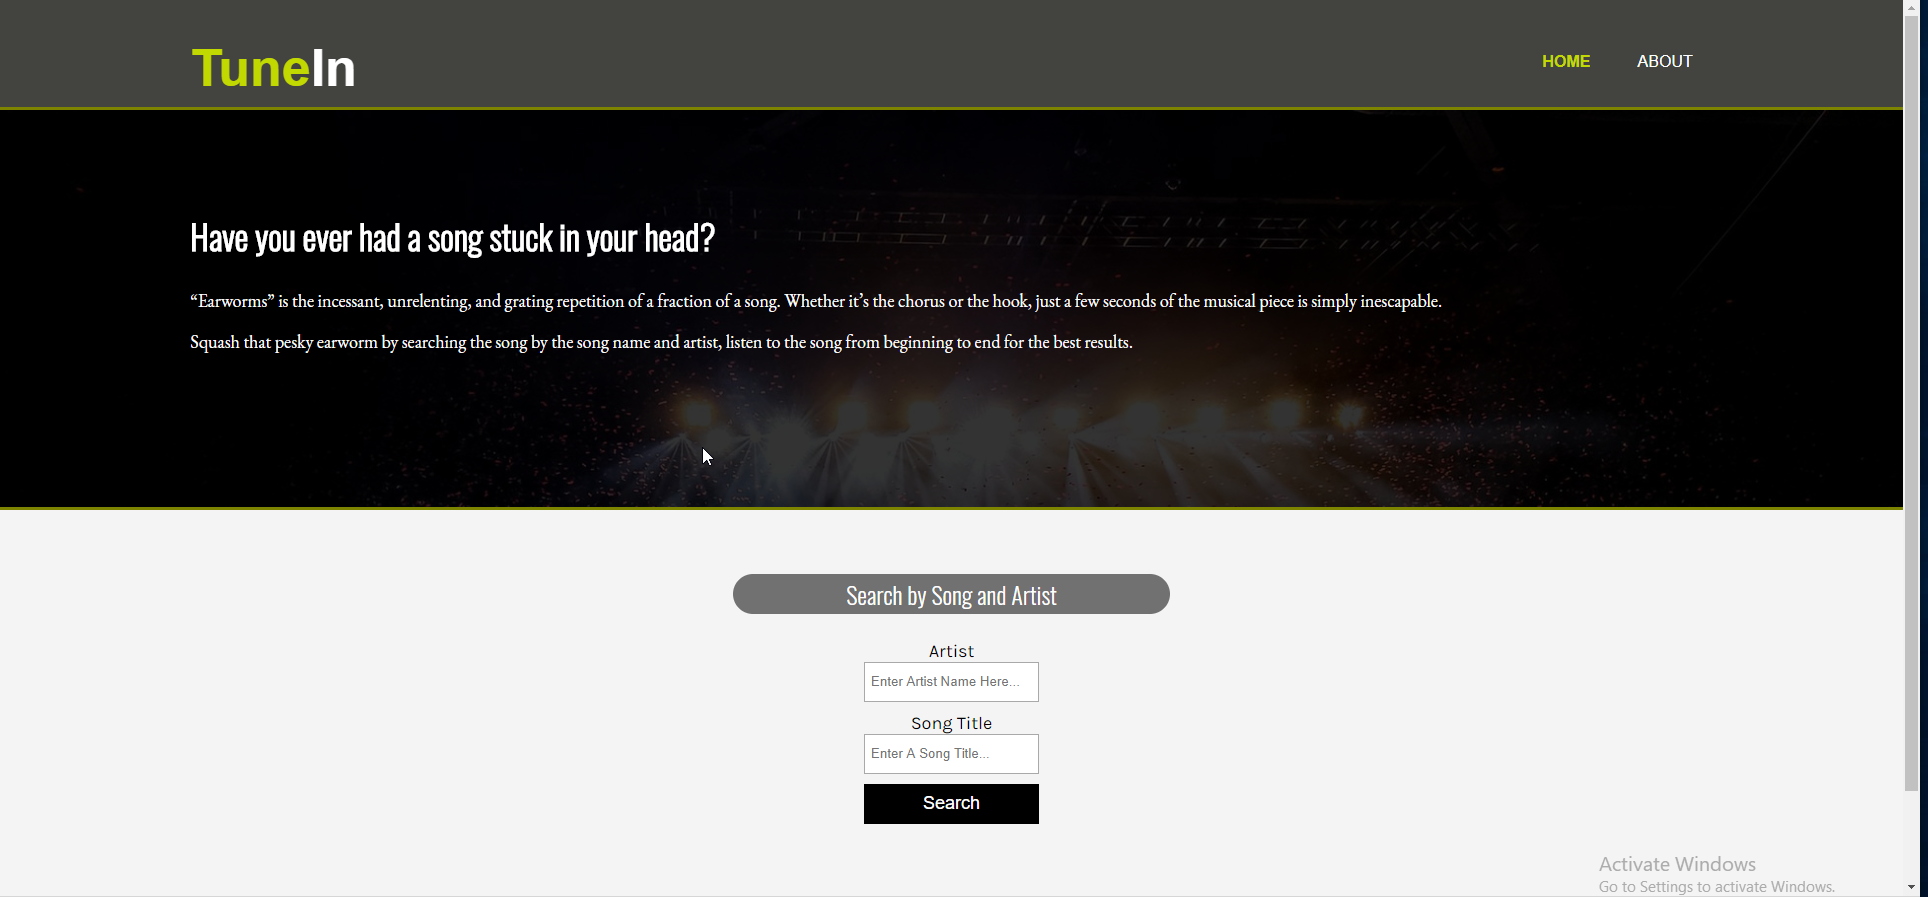 TuneIn
HOME
ABOUT
Have you ever had a song stuck in your head?
“Earworms” is the incessant, unrelenting, and grating repetition of a fraction of a song. Whether it’s the chorus or the hook, just a few seconds of the musical piece is simply inescapable.
Squash that pesky earworm by searching the song by the song name and artist, listen to the song from beginning to end for the best results.
Search by Song and Artist
Artist
Enter Artist Name Here...
Song Title
Enter A Song Title...
Search
Activate Windows
Go to Settings to activate Windows.